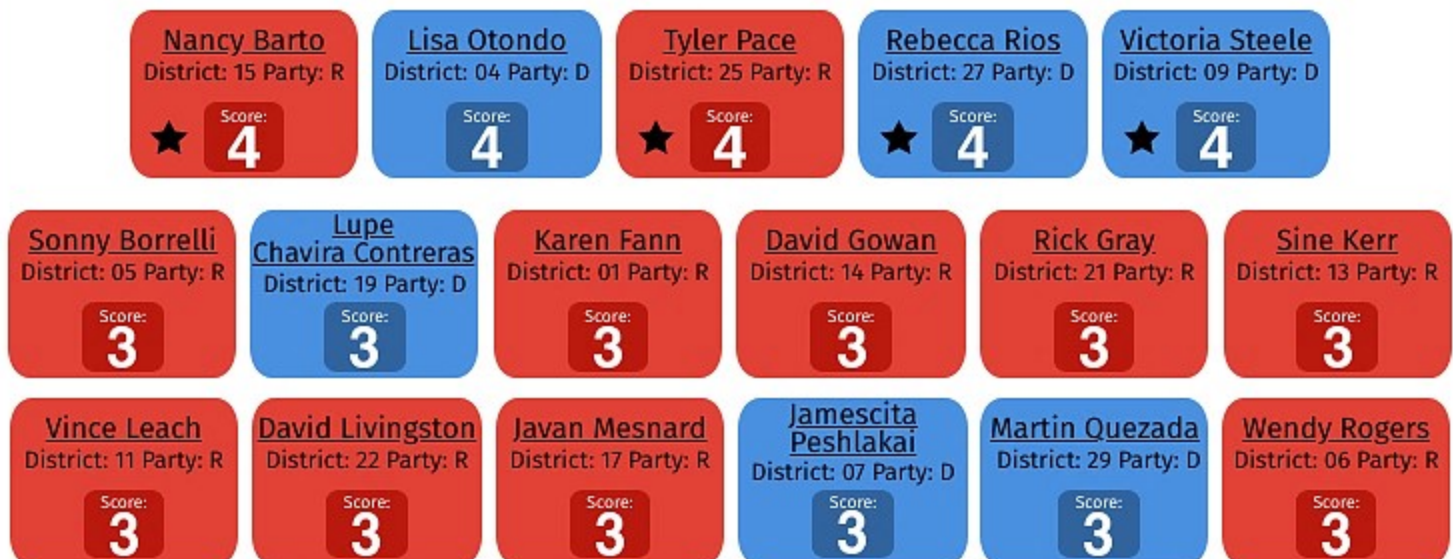 Nancy Barto
District: 15 Party: R
Score:
4
Lisa Otondo
District: 04 Party: D
Score:
4
Tyler Pace
District: 25 Party: R
Score:
4
Rebecca Rios
District: 27 Party: D
Score:
4
Victoria Steele
District: 09 Party: D
Score:
4
Sonny Borrelli
District: 05 Party: R
Score:
3
Lupe
Chavira Contreras
District: 19 Party: D
Score:
3
Karen Fann
District: 01 Party: R
Score:
3
David Gowan
District: 14 Party: R
Score:
3
Rick Gray
District: 21 Party: R
Score:
3
Sine Kerr
District: 13 Party: R
Score:
3
Vince Leach
District: 11 Party: R
Score:
3
David Livingston
District: 22 Party: R
Score:
3
Javan Mesnard
District: 17 Party: R
Score:
3
Jamescita
Peshlakai
District: 07 Party: D
Score:
3
Martin Quezada
District: 29 Party: D
Score:
3
Wendy Rogers
District: 06 Party: R
Score:
3